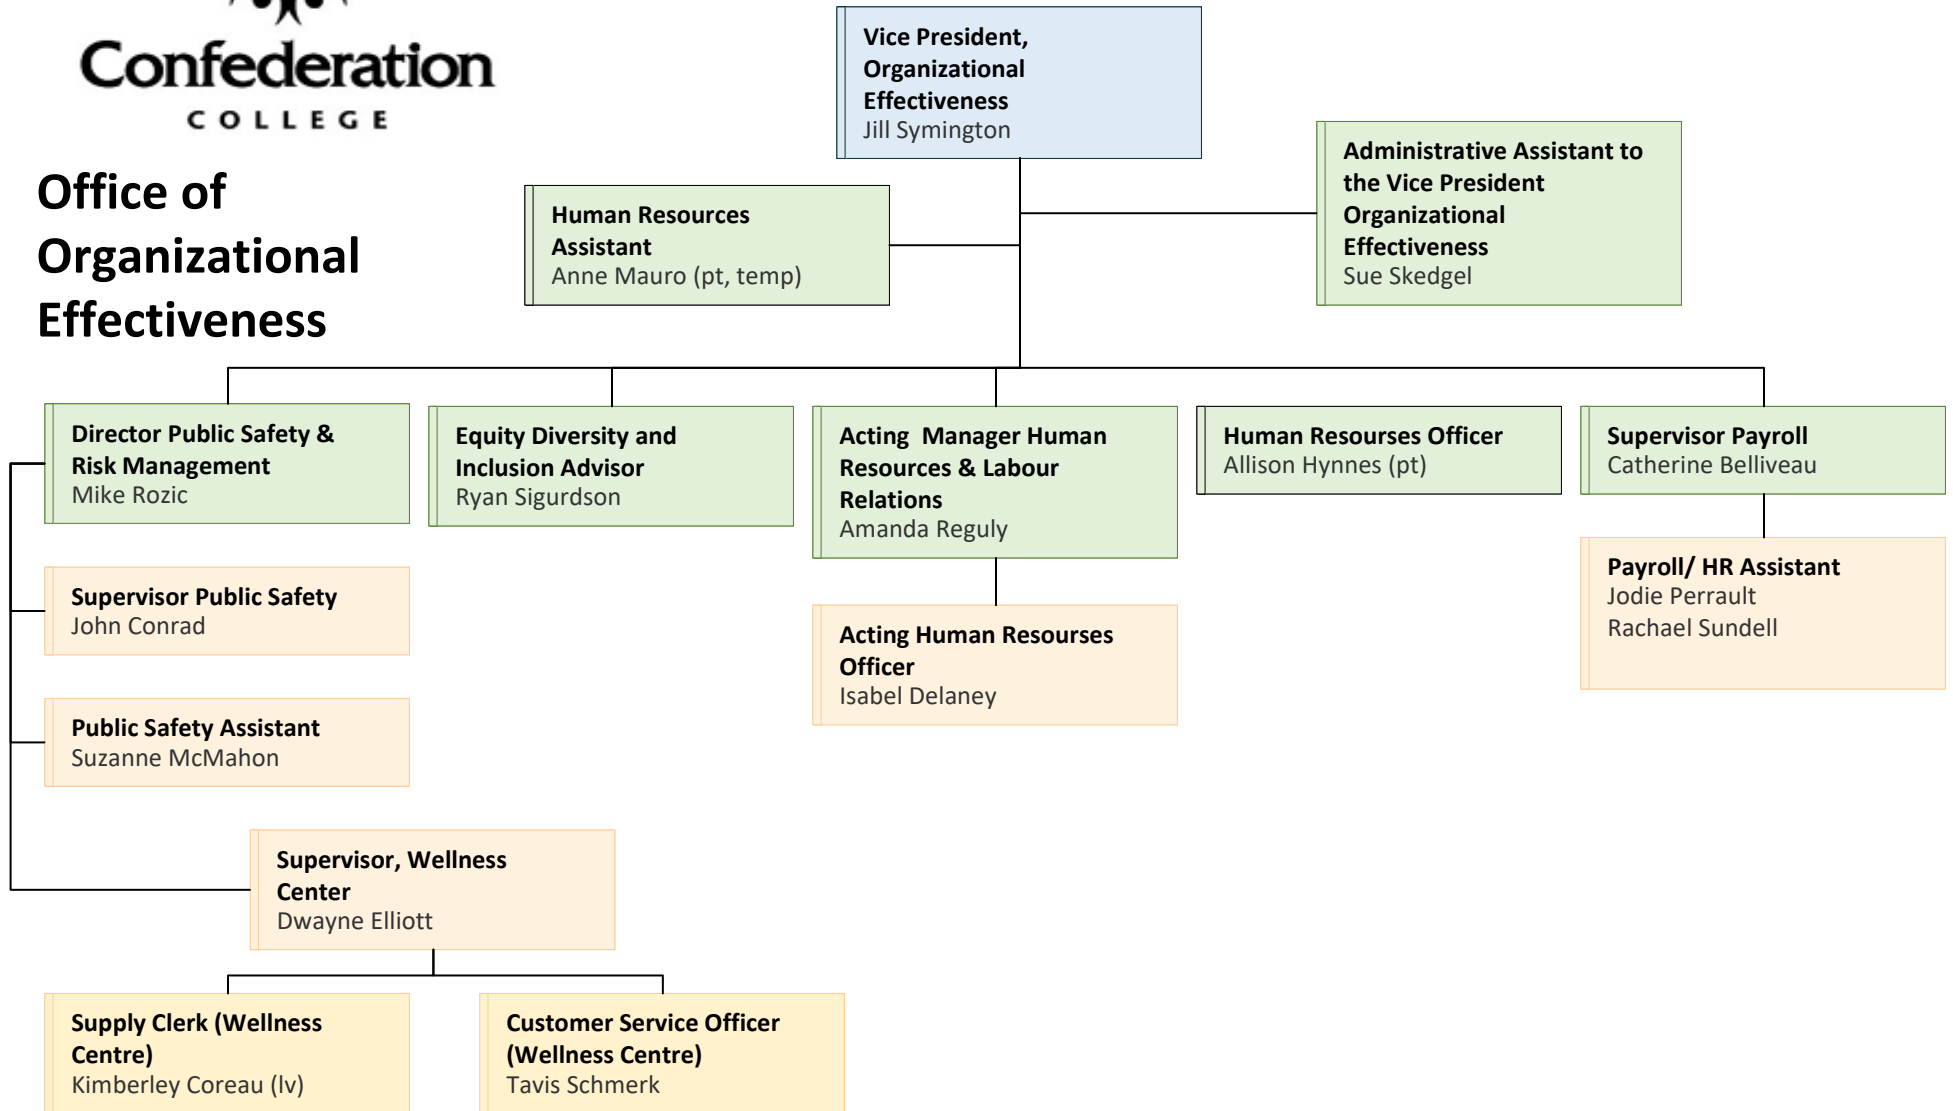 Confederation
COLLEGE
Office of
Organizational
Effectiveness
Vice President,
Organizational
Effectiveness
Jill Symington
Administrative Assistant to
the Vice President
Organizational
Effectiveness
Sue Skedgel
Human Resources
Assistant
Anne Mauro (pt, temp)
Director Public Safety &
Risk Management
Mike Rozic
Equity Diversity and
Inclusion Advisor
Ryan Sigurdson
Acting  Manager Human
Resources & Labour
Relations
Amanda Reguly
Human Resourses Officer
Allison Hynnes (pt)
Supervisor Payroll
Catherine Belliveau
Supervisor Public Safety
John Conrad
Acting Human Resourses
Officer
Isabel Delaney
Payroll/ HR Assistant
Jodie Perrault
Rachael Sundell
Public Safety Assistant
Suzanne McMahon
Supervisor, Wellness
Center
Dwayne Elliott
Supply Clerk (Wellness
Centre)
Kimberley Coreau (lv)
Customer Service Officer
(Wellness Centre)
Tavis Schmerk